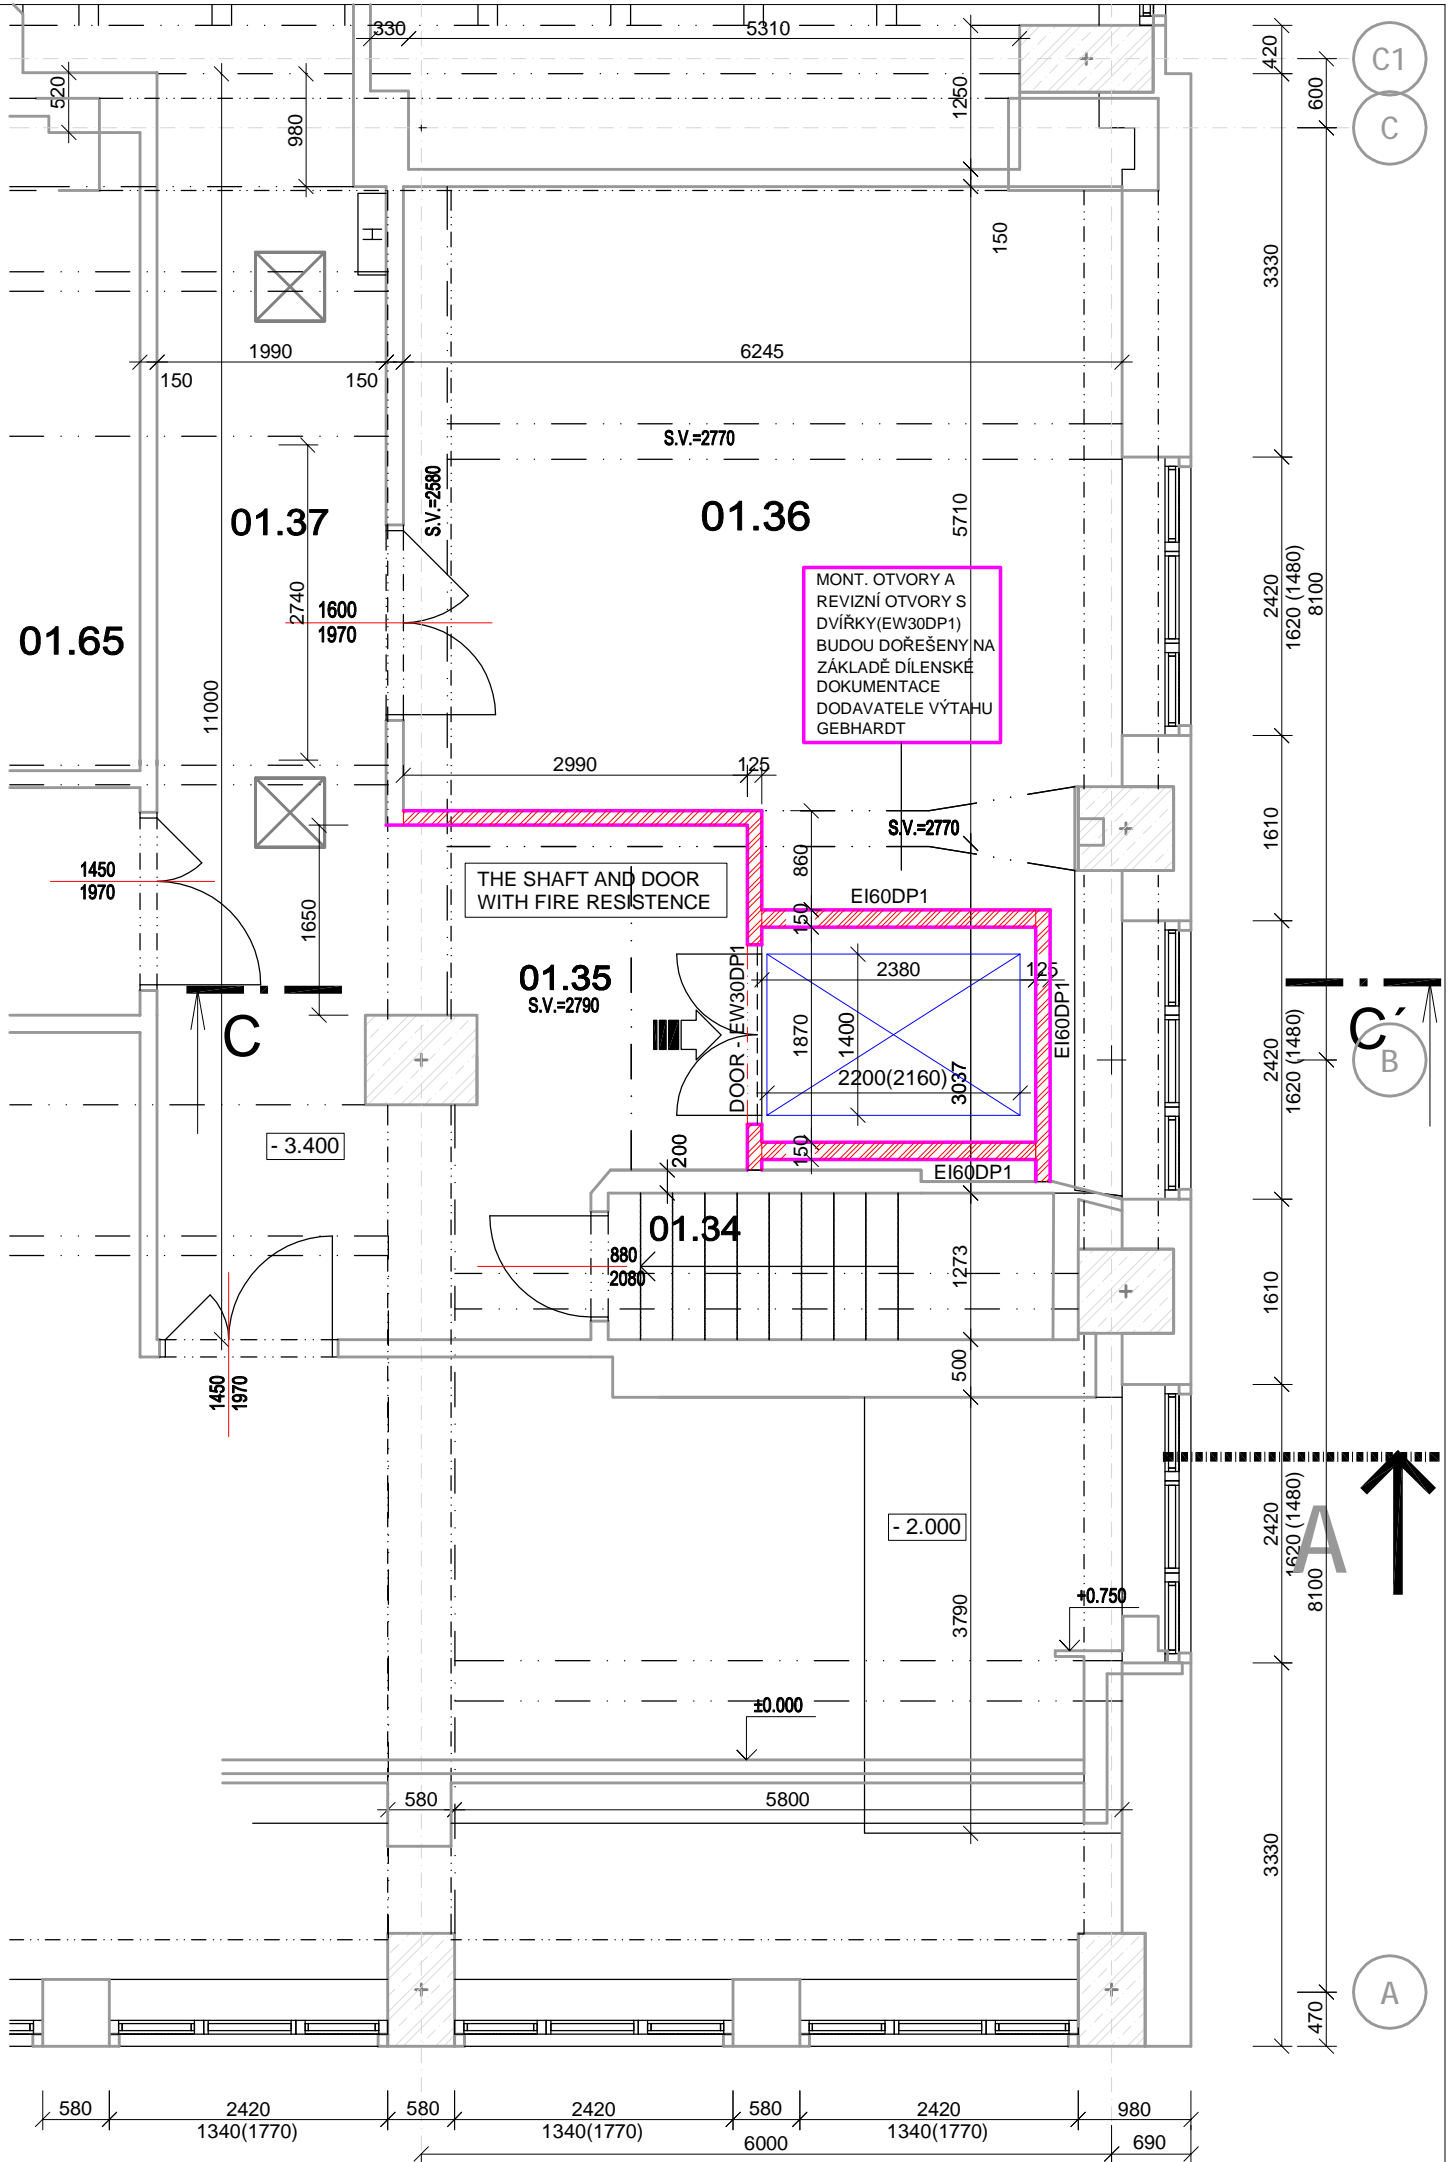 330
5310
420
C1
520
980
1250
600
C
3330
H
150
1990
6245
150
150
S.V.=2770
S.V.=2580
01.37
01.36
5710
2420
1620 (1480)
8100
2740
1600
1970
01.65
MONT. OTVORY A
REVIZNÍ OTVORY S
DVÍŘKY(EW30DP1)
BUDOU DOŘEŠENY NA
ZÁKLADĚ DÍLENSKÉ
DOKUMENTACE
DODAVATELE VÝTAHU
GEBHARDT
11000
2990
125
S.V.=2770
1610
860
1450
1970
THE SHAFT AND DOOR
WITH FIRE RESISTENCE
EI60DP1
1650
150
01.35
S.V.=2790
DOOR - EW30DP1
2380
125
EI60DP1
C
C´
1870
1400
2200(2160)
3037
2420
1620 (1480)
B
- 3.400
200
150
EI60DP1
01.34
880
2080
1273
1610
500
1450
1970
- 2.000
2420
1620 (1480)
8100
A
3790
+0.750
±0.000
580
5800
3330
A
470
580
2420
1340(1770)
580
2420
1340(1770)
580
2420
1340(1770)
980
6000
690